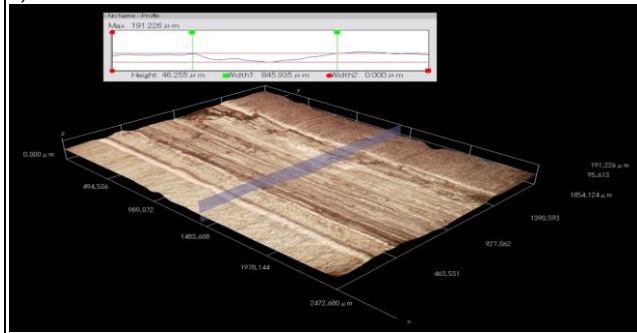 No Name - Profile
Max 191.226 μm
Height: 46.255 μm Width1: 845.935 μm Width2: 0.000 μm
y
z
0.000 μm
191.226 μm
95.613
1854.124 μm
494.536
1390.593
989.072
927.062
1483.608
463.531
1978.144
2472.680 μm
x